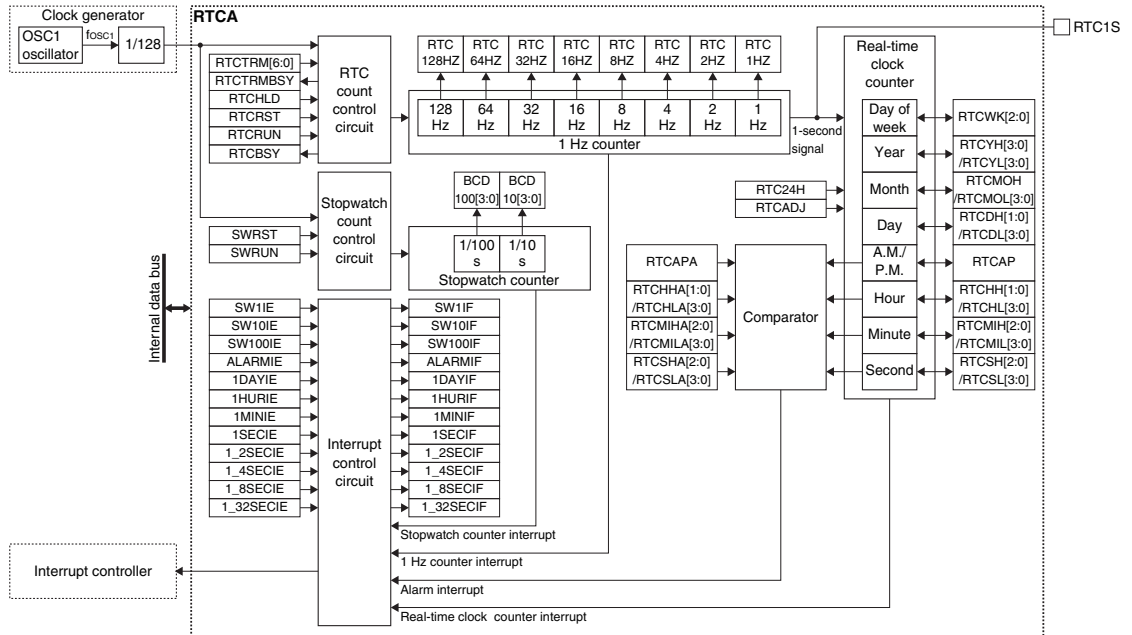 Clock generator
OSC1
oscillator
fOSC1
1/128
RTCA
RTC1S
RTCTRM[6:0]
RTCTRMBSY
RTCHLD
RTCRST
RTCRUN
RTCBSY
RTC
count
control
circuit
RTC
128HZ
RTC
64HZ
RTC
32HZ
RTC
16HZ
RTC
8HZ
RTC
4HZ
RTC
2HZ
RTC
1HZ
128
Hz
64
Hz
32
Hz
16
Hz
8
Hz
4
Hz
2
Hz
1
Hz
1 Hz counter
1-second
signal
Real-time
clock
counter
Day of
week
Year
Month
Day
A.M./
P.M.
Hour
Minute
Second
RTCWK[2:0]
RTCYH[3:0]
/RTCYL[3:0]
RTCMOH
/RTCMOL[3:0]
RTCDH[1:0]
/RTCDL[3:0]
RTCAP
RTCHH[1:0]
/RTCHL[3:0]
RTCMIH[2:0]
/RTCMIL[3:0]
RTCSH[2:0]
/RTCSL[3:0]
RTC24H
RTCADJ
SWRST
SWRUN
Stopwatch
count
control
circuit
BCD
100[3:0]
BCD
10[3:0]
1/100
s
1/10
s
Stopwatch counter
RTCAPA
RTCHHA[1:0]
/RTCHLA[3:0]
RTCMIHA[2:0]
/RTCMILA[3:0]
RTCSHA[2:0]
/RTCSLA[3:0]
Comparator
Internal data bus
SW1IE
SW10IE
SW100IE
ALARMIE
1DAYIE
1HURIE
1MINIE
1SECIE
1_2SECIE
1_4SECIE
1_8SECIE
1_32SECIE
Interrupt
control
circuit
SW1IF
SW10IF
SW100IF
ALARMIF
1DAYIF
1HURIF
1MINIF
1SECIF
1_2SECIF
1_4SECIF
1_8SECIF
1_32SECIF
Stopwatch counter interrupt
1 Hz counter interrupt
Alarm interrupt
Real-time clock counter interrupt
Interrupt controller